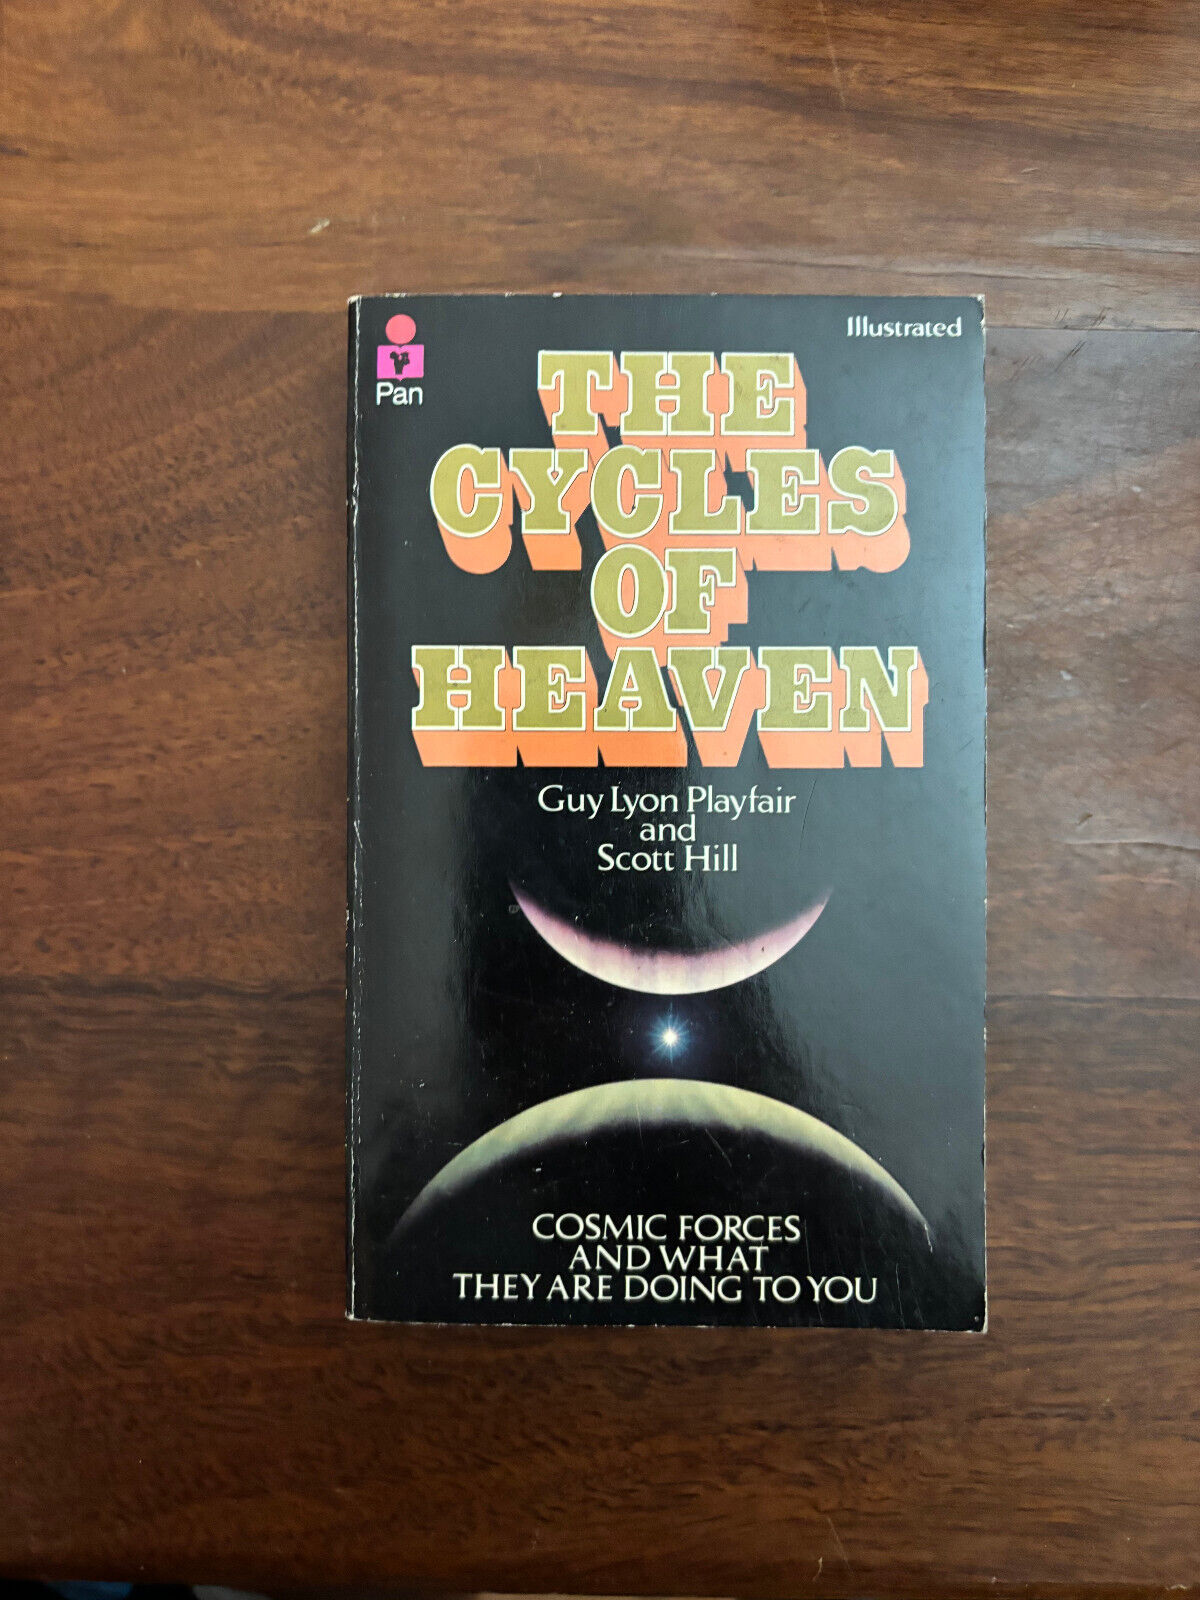 Illustrated
Pan
THE
CYCLES
OF
HEAVEN
Guy Lyon Playfair
and
Scott Hill
COSMIC FORCES
AND WHAT
THEY ARE DOING TO YOU